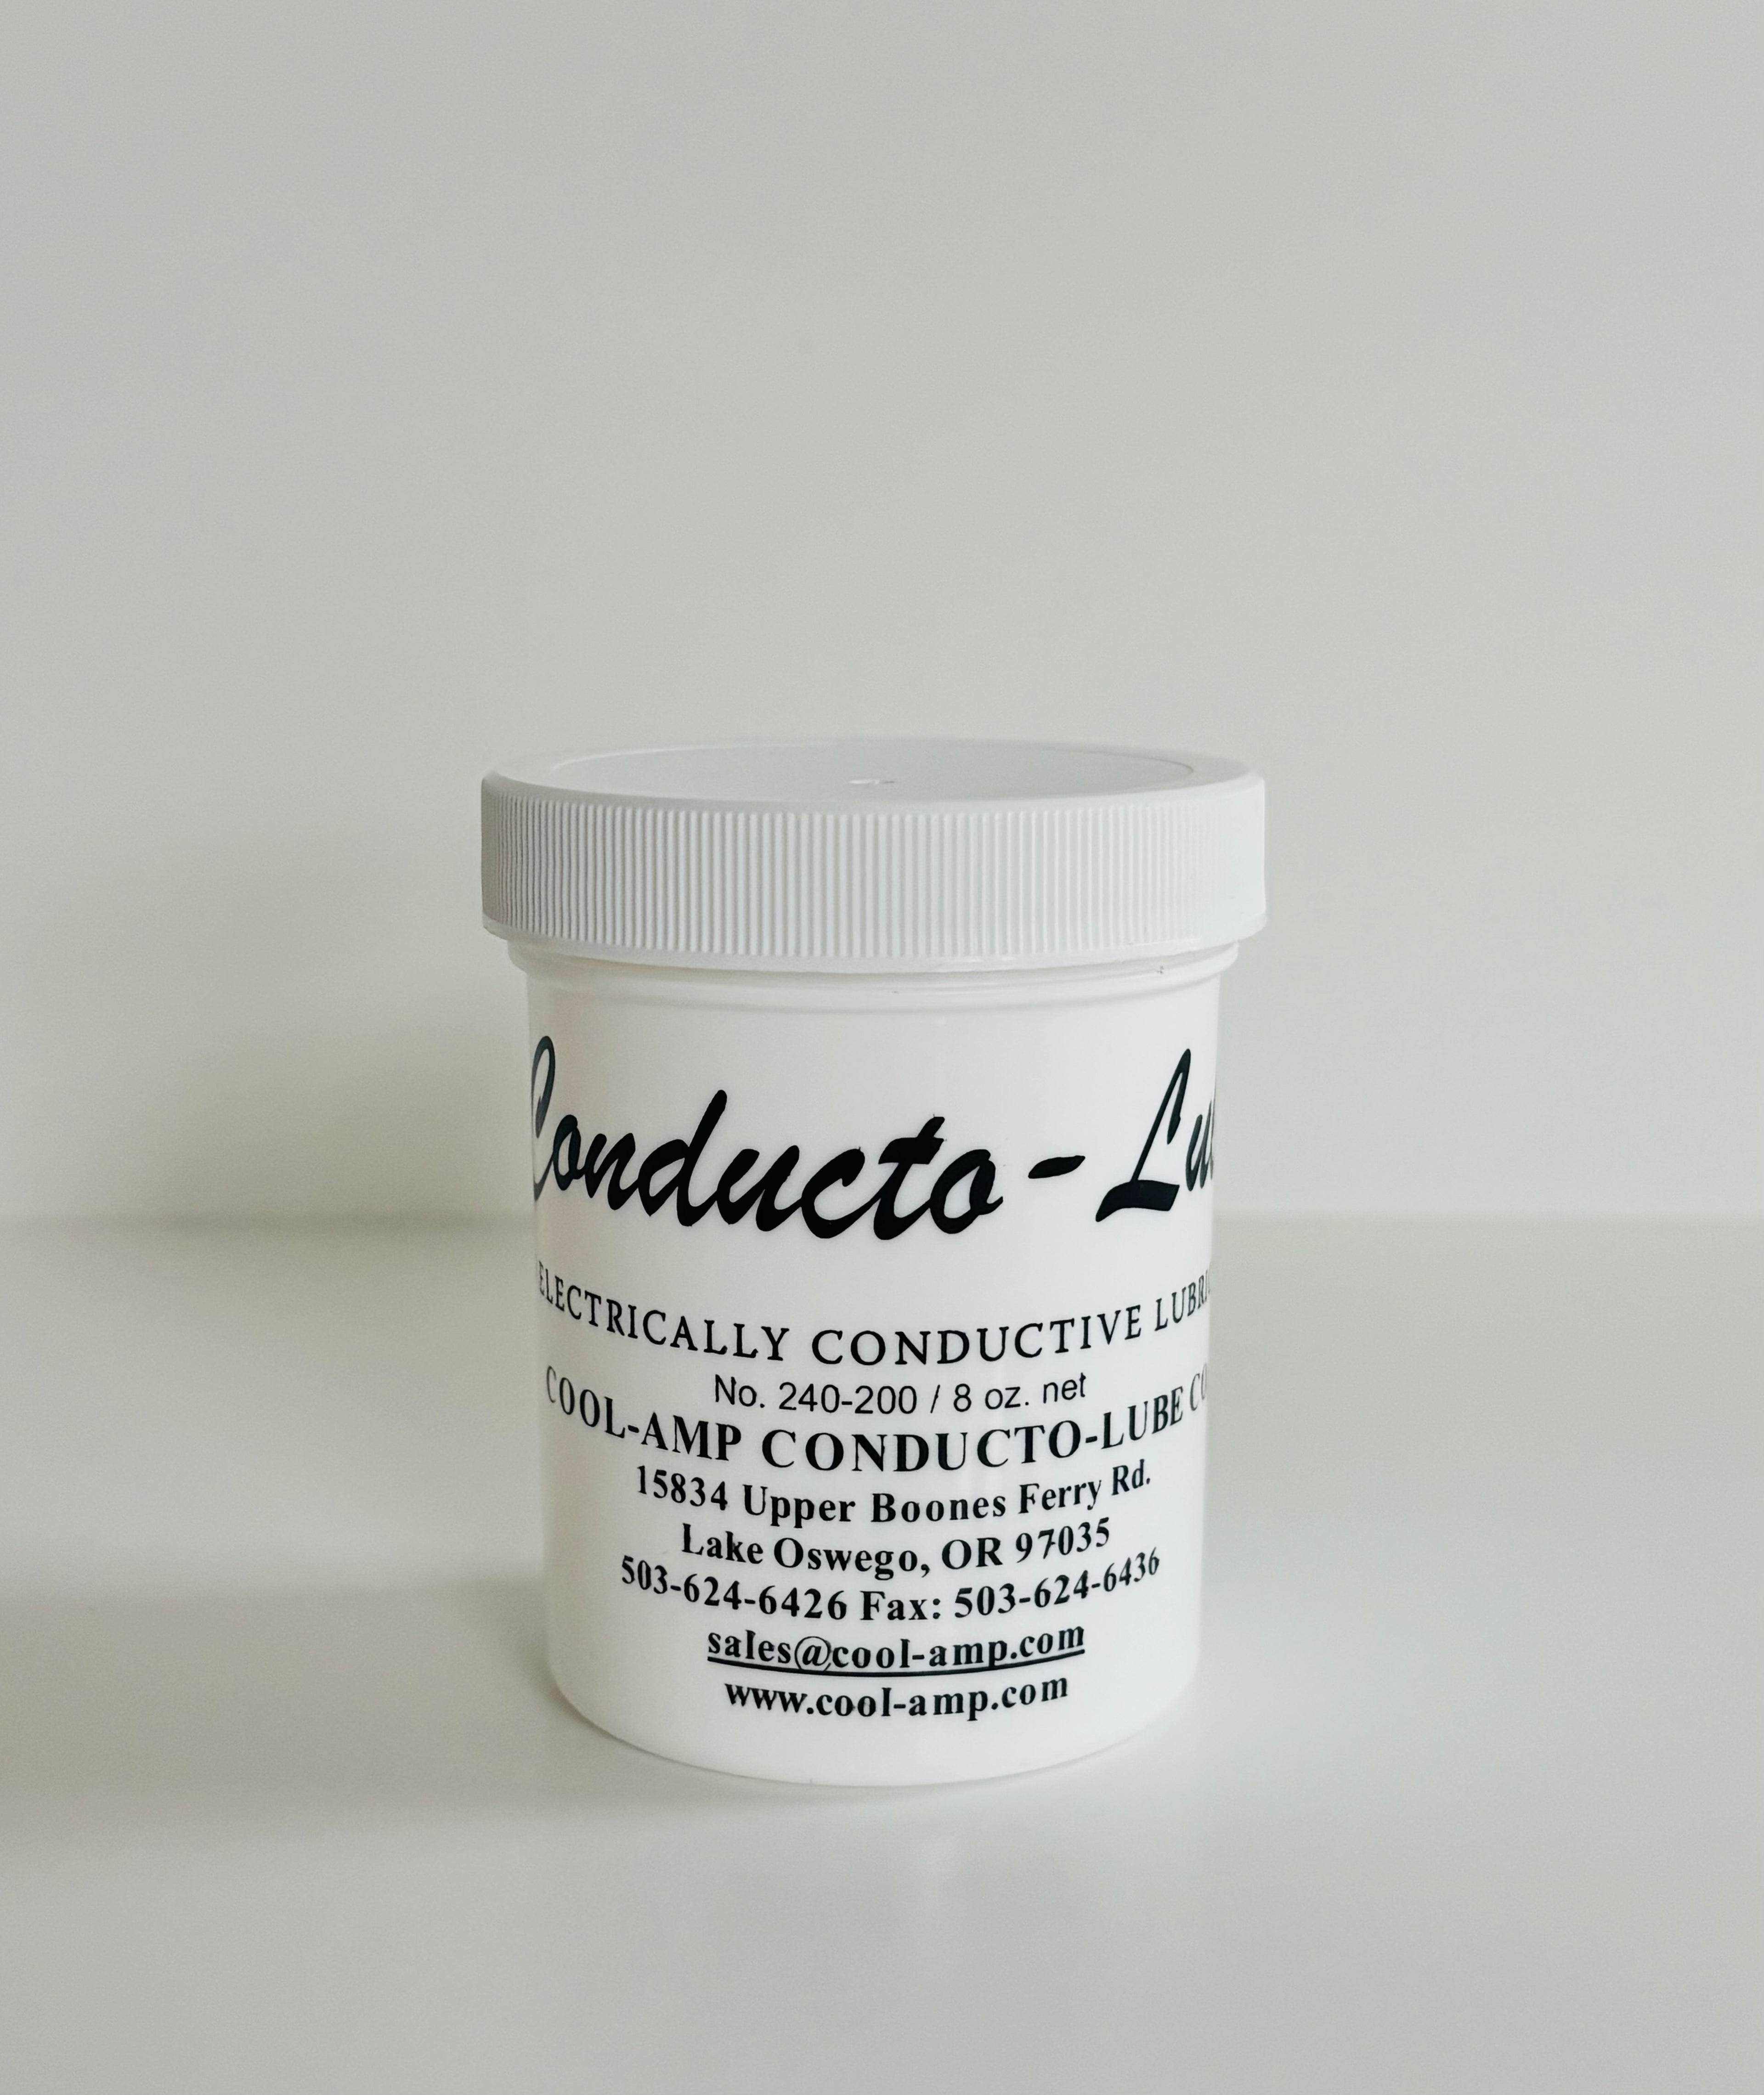 Conducto - Lu
ELECTRICALLY CONDUCTIVE LUBRI
No. 240-200 / 8 oz. net
COOL-AMP CONDUCTO-LUBE CO
15834 Upper Boones Ferry Rd.
Lake Oswego, OR 97035
503-624-6426 Fax: 503-624-6436
sales@cool-amp.com
www.cool-amp.com